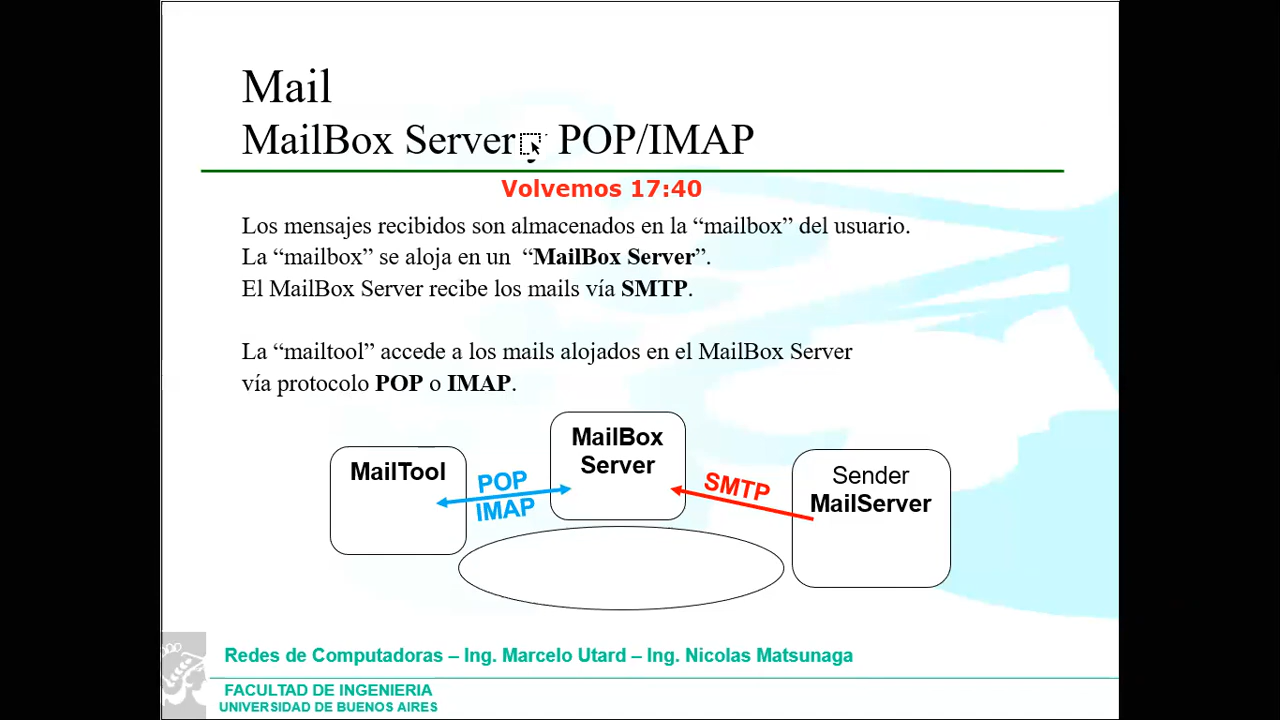 Mail
MailBox Server y POP/IMAP
Volvemos 17:40
Los mensajes recibidos son almacenados en la “mailbox” del usuario.
La “mailbox” se aloja en un “MailBox Server”.
El MailBox Server recibe los mails vía SMTP.
La “mailtool” accede a los mails alojados en el MailBox Server
vía protocolo POP o IMAP.
MailTool
POP
IMAP
MailBox
Server
SMTP
Sender
MailServer
Redes de Computadoras – Ing. Marcelo Utard – Ing. Nicolas Matsunaga
FACULTAD DE INGENIERIA
UNIVERSIDAD DE BUENOS AIRES